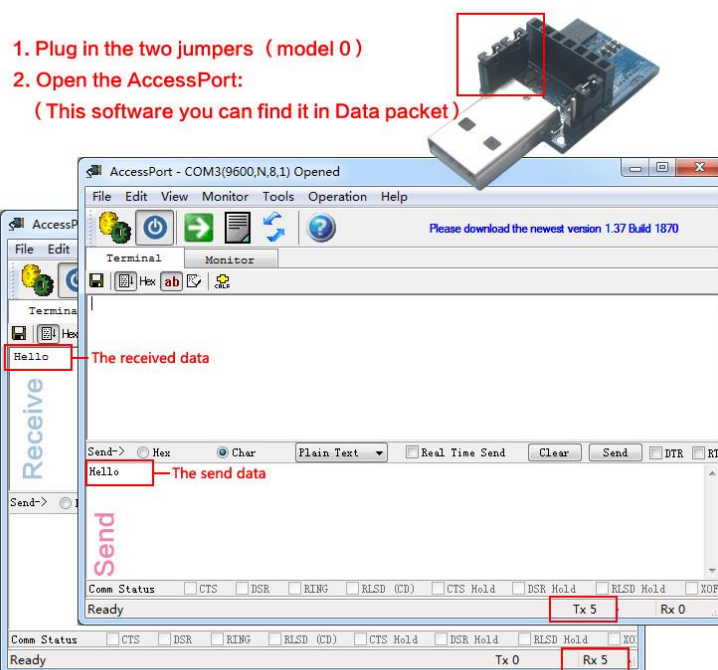 1. Plug in the two jumpers (model 0)
2. Open the AccessPort:
(This software you can find it in Data packet)
AccessPort - COM3(9600,N,8,1) Opened
File Edit View Monitor Tools Operation Help
Please download the newest version 1.37 Build 1870
Terminal Monitor
Hex ab CRLF
AccessP
File Edit
Termina
Hex
Hello
The received data
Receive
Send-> Hex Char Plain Text Real Time Send Clear Send DTR RT
Hello
The send data
Send
Send->
Comm Status CTS DSR RING RLSD (CD) CTS Hold DSR Hold RLSD Hold XOF
Ready Tx 5 Rx 0
Comm Status CTS DSR RING RLSD (CD) CTS Hold DSR Hold RLSD Hold XO
Ready Tx 0 Rx 5